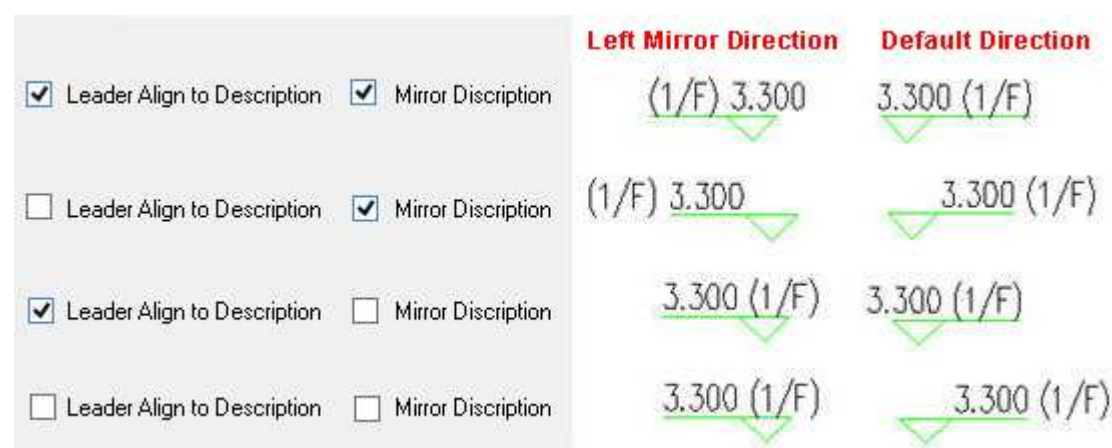 Left Mirror Direction Default Direction
Leader Align to Description Mirror Discription (1/F) 3.300 3.300 (1/F)
Leader Align to Description Mirror Discription (1/F) 3.300 3.300 (1/F)
Leader Align to Description Mirror Discription 3.300 (1/F) 3.300 (1/F)
Leader Align to Description Mirror Discription 3.300 (1/F) 3.300 (1/F)